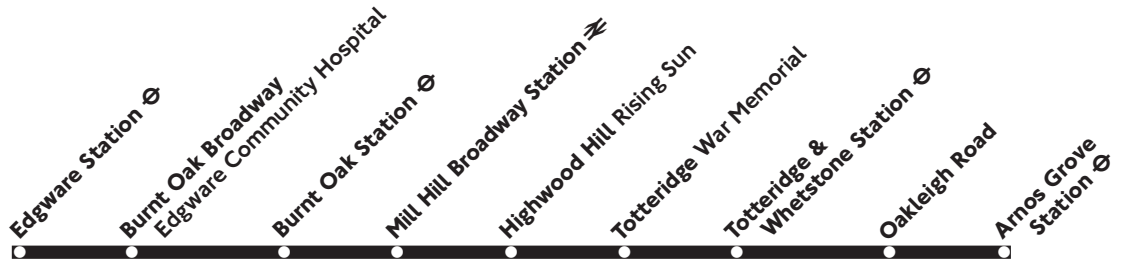 Edgware Station
Burnt Oak Broadway
Edgware Community Hospital
Burnt Oak Station
Mill Hill Broadway Station
Highwood Hill Rising Sun
Totteridge War Memorial
Totteridge &
Whetstone Station
Oakleigh Road
Arnos Grove
Station